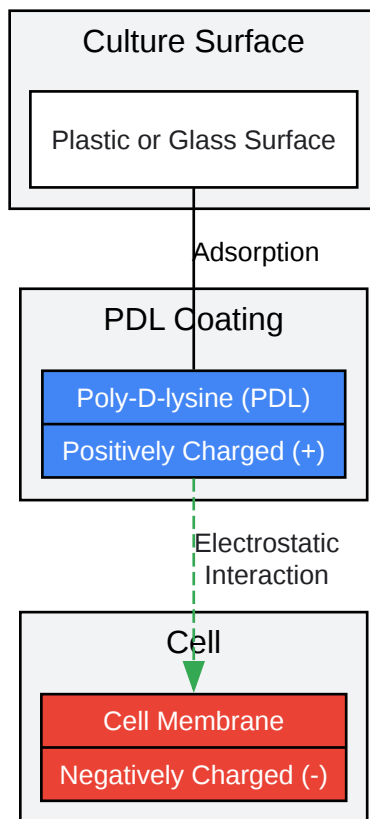 Culture Surface
Plastic or Glass Surface
Adsorption
PDL Coating
Poly-D-lysine (PDL)
Positively Charged (+)
Electrostatic
Interaction
Cell
Cell Membrane
Negatively Charged (-)